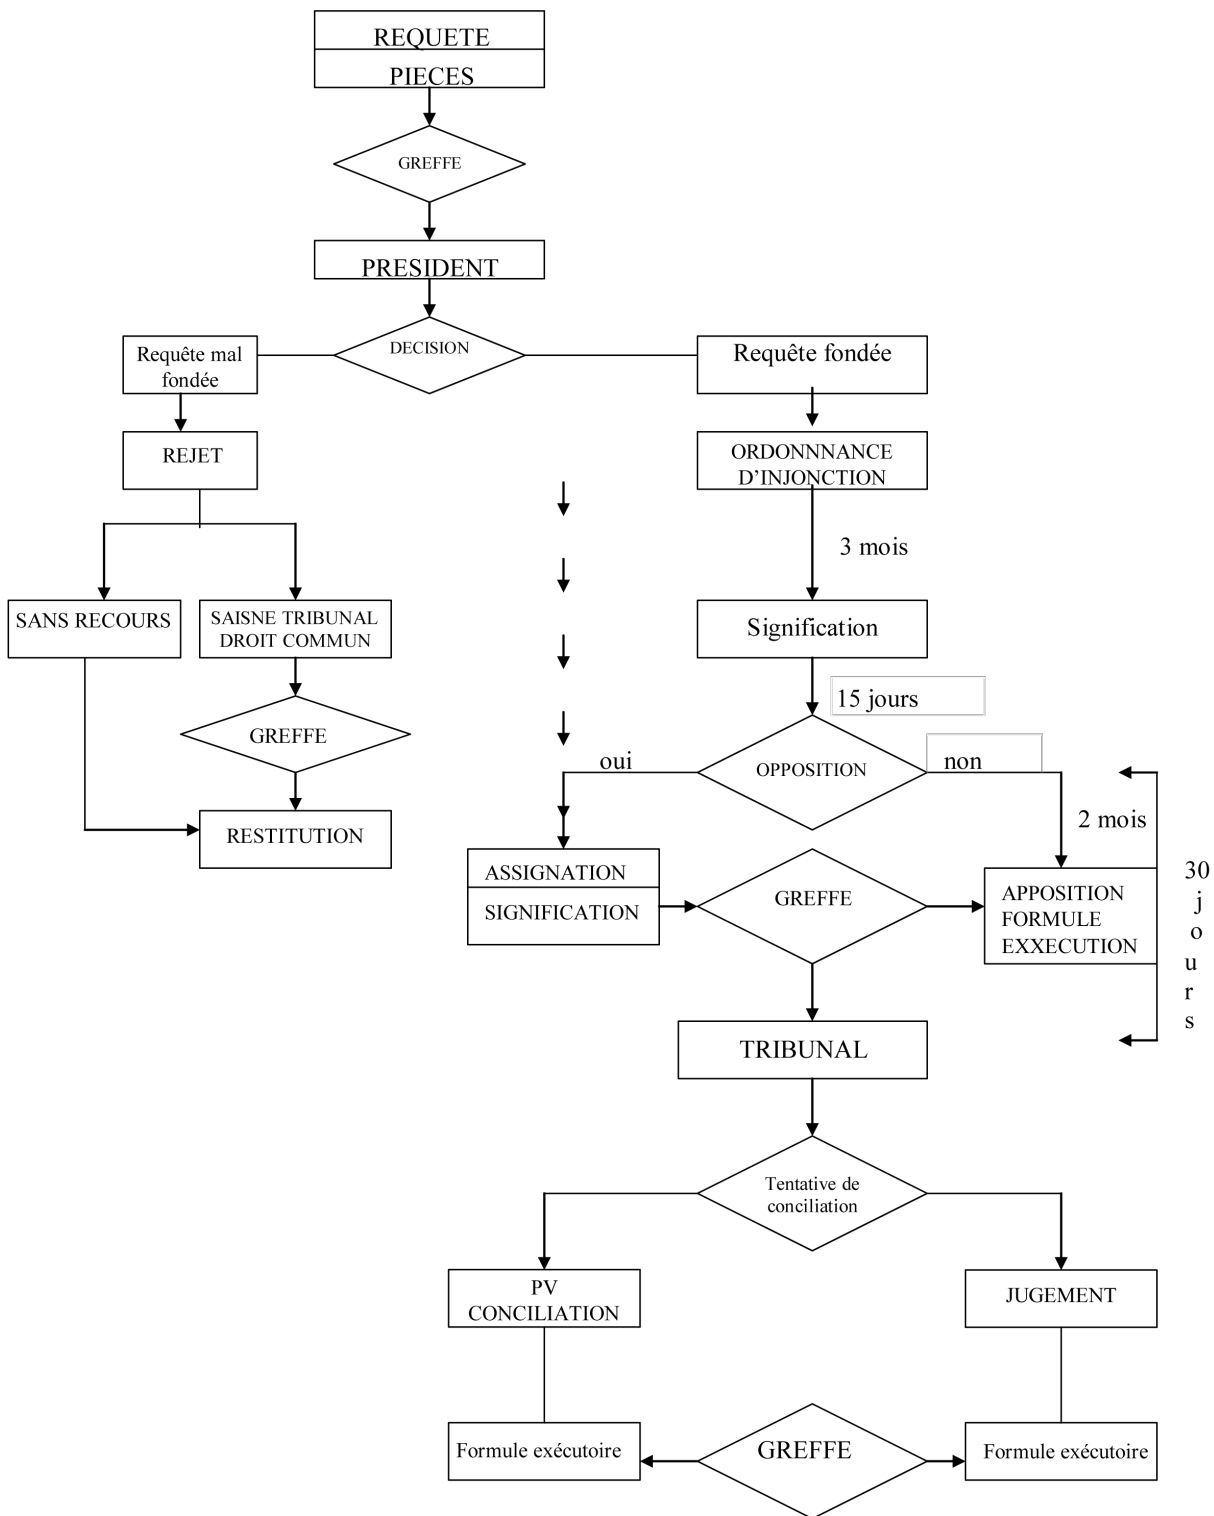 REQUETE
PIECES
GREFFE
PRESIDENT
DECISION
Requête mal
fondée
Requête fondée
REJET
ORDONNNANCE
D'INJONCTION
3 mois
SANS RECOURS
SAISNE TRIBUNAL
DROIT COMMUN
Signification
15 jours
GREFFE
oui
OPPOSITION
non
2 mois
RESTITUTION
ASSIGNATION
SIGNIFICATION
GREFFE
APPOSITION
FORMULE
EXXECUTION
30
j
o
u
r
s
TRIBUNAL
Tentative de
conciliation
PV
CONCILIATION
JUGEMENT
Formule exécutoire
GREFFE
Formule exécutoire